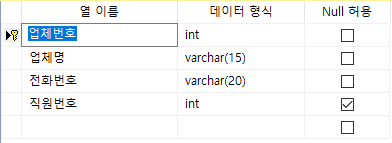 열 이름 데이터 형식 Null 허용
업체번호 int
업체명 varchar(15)
전화번호 varchar(20)
직원번호 int